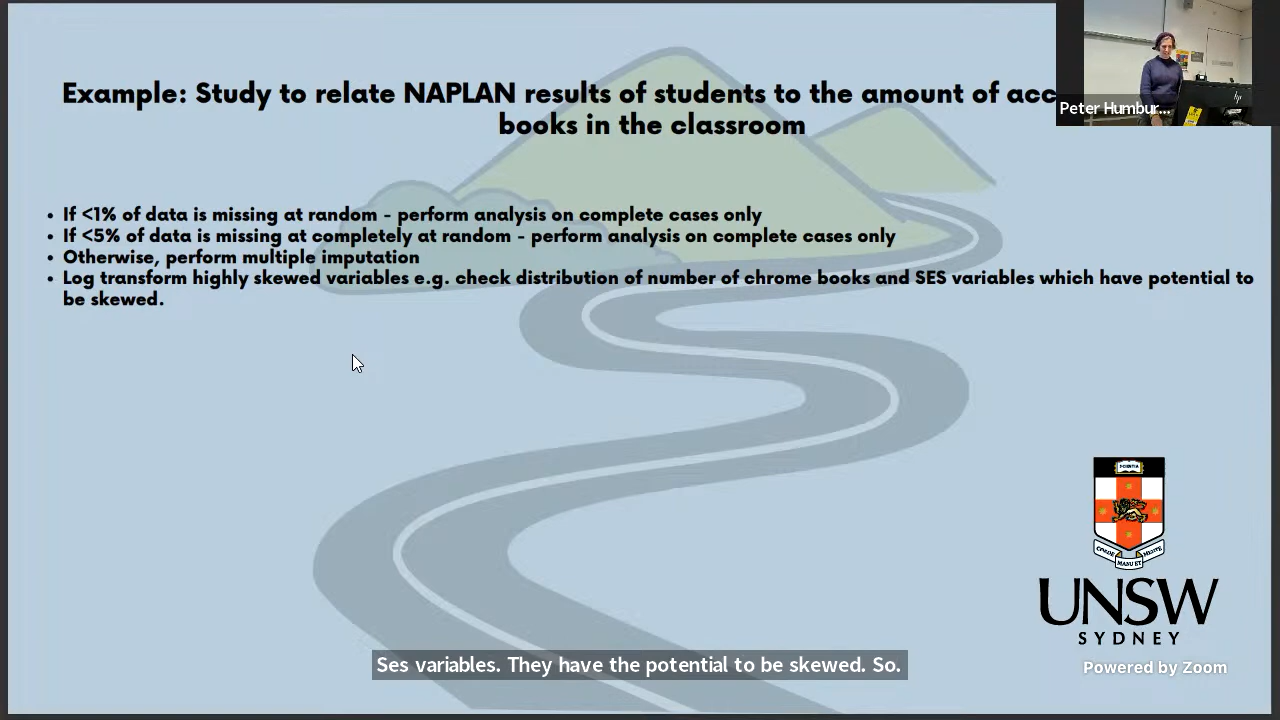 Example: Study to relate NAPLAN results of students to the amount of acc
books in the classroom
Peter Humbur...
• If <1% of data is missing at random - perform analysis on complete cases only
• If <5% of data is missing at completely at random - perform analysis on complete cases only
• Otherwise, perform multiple imputation
• Log transform highly skewed variables e.g. check distribution of number of chrome books and SES variables which have potential to
be skewed.
SCIENTIA
MANU ET
UNSW
SYDNEY
Ses variables. They have the potential to be skewed. So.
Powered by Zoom